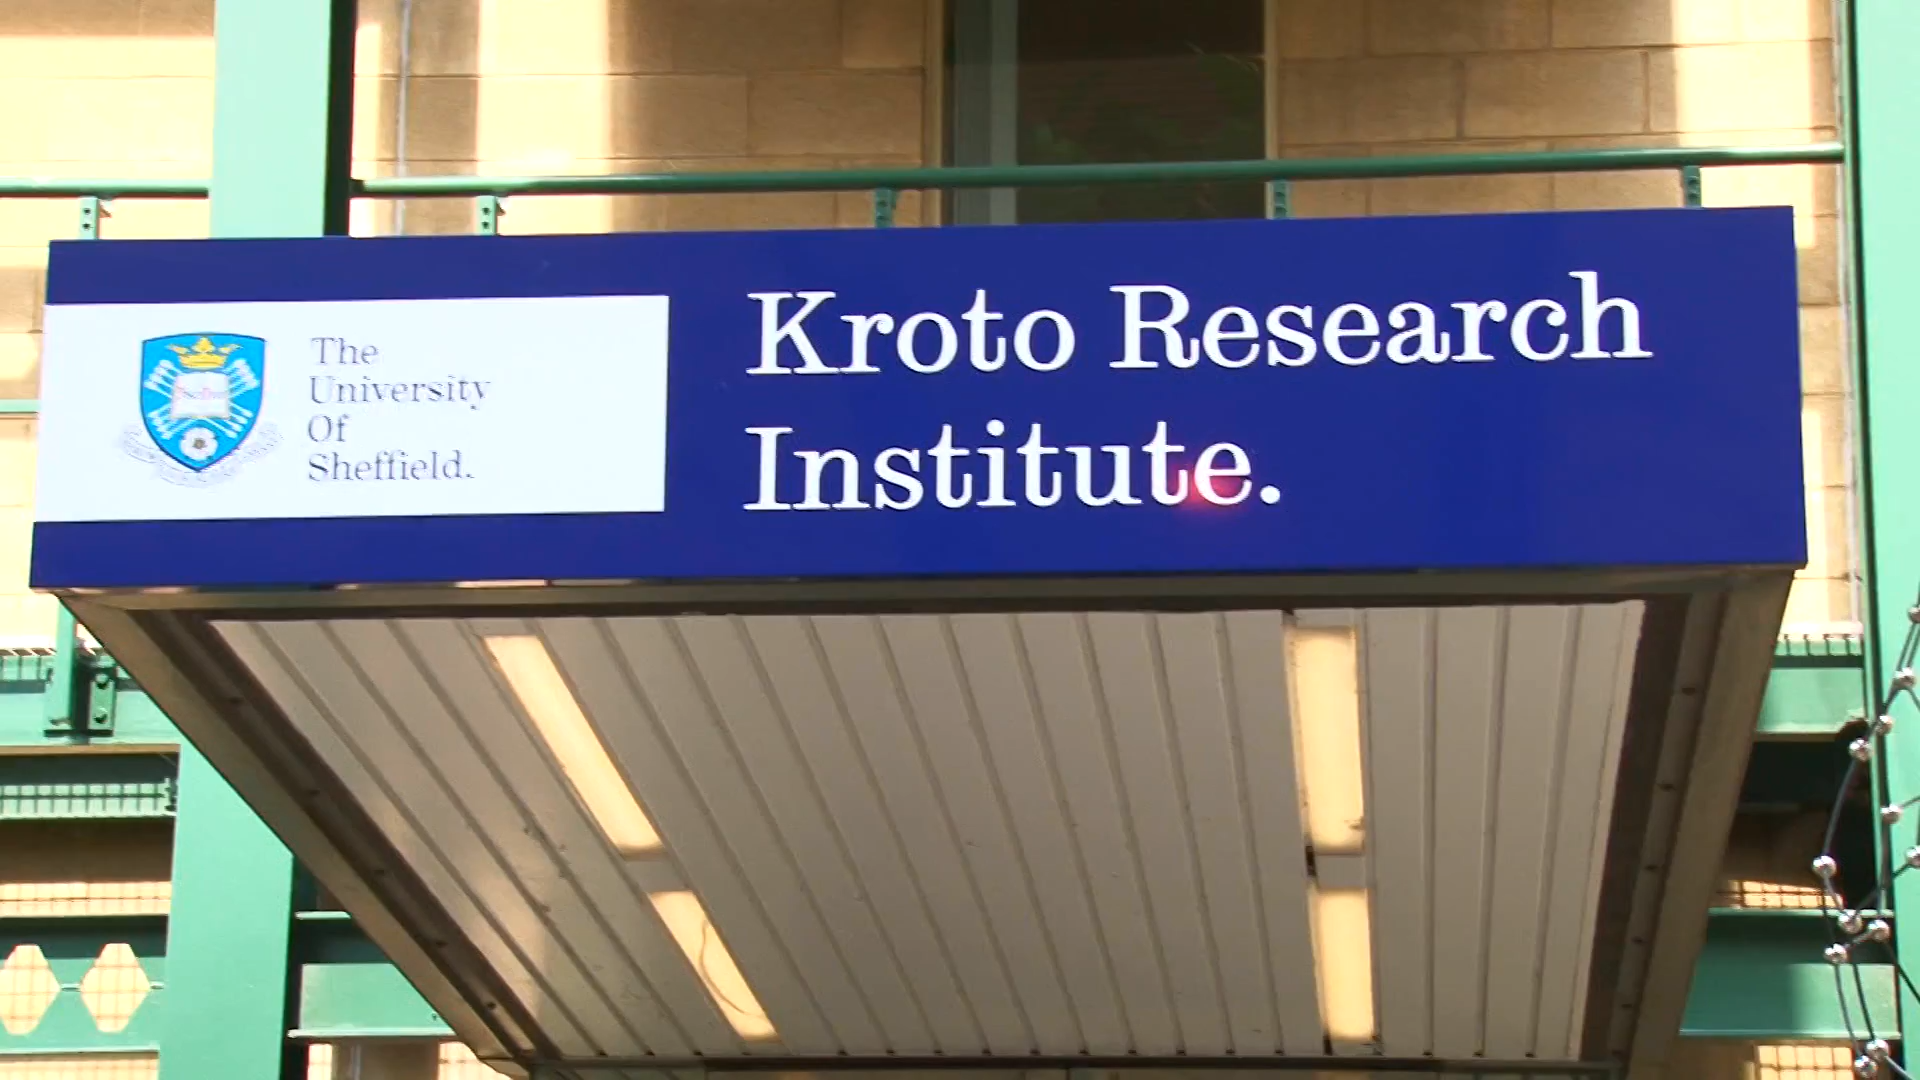 The
University
Of
Sheffield.
Kroto Research
Institute.